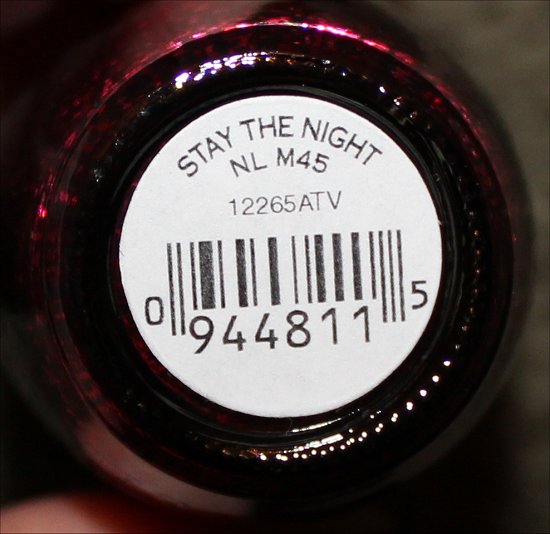 STAY THE NIGHT
NL M45
12265ATV
0 944811 5